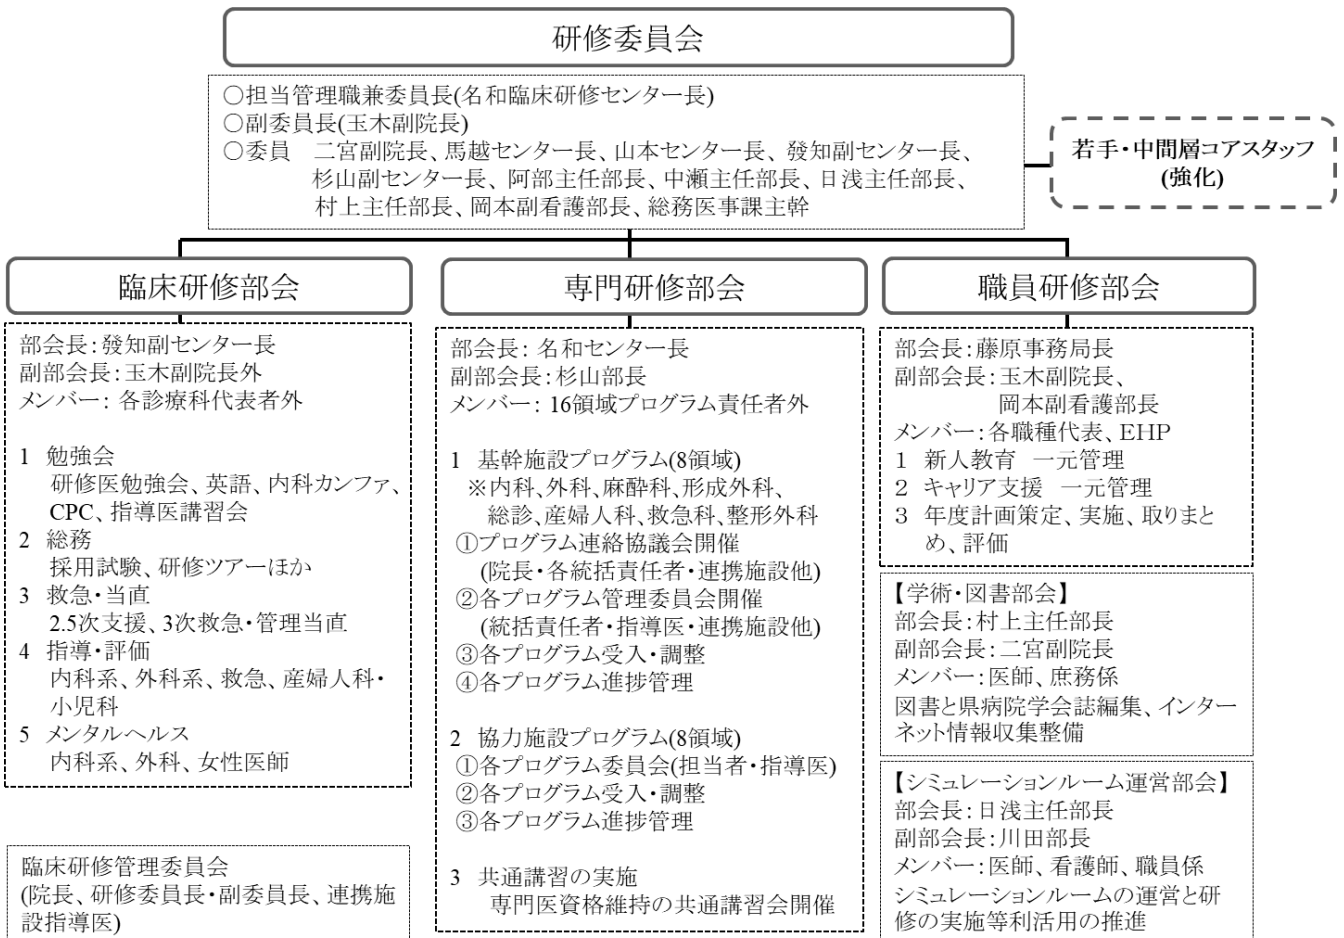 研修委員会
○担当管理職兼委員長(名和臨床研修センター長)
○副委員長(玉木副院長)
○委員　二宮副院長、馬越センター長、山本センター長、發知副センター長、
杉山副センター長、阿部主任部長、中瀬主任部長、日浅主任部長、
村上主任部長、岡本副看護部長、総務医事課主幹
若手・中間層コアスタッフ
(強化)
臨床研修部会
部会長：發知副センター長
副部会長：玉木副院長外
メンバー： 各診療科代表者外
1 勉強会
研修医勉強会、英語、内科カンファ、
CPC、指導医講習会
2 総務
採用試験、研修ツアーほか
3 救急・当直
2.5次支援、3次救急・管理当直
4 指導・評価
内科系、外科系、救急、産婦人科・
小児科
5 メンタルヘルス
内科系、外科、女性医師
臨床研修管理委員会
(院長、研修委員長・副委員長、連携施
設指導医)
専門研修部会
部会長： 名和センター長
副部会長：杉山部長
メンバー： 16領域プログラム責任者外
1 基幹施設プログラム(8領域)
※内科、外科、麻酔科、形成外科、
総診、産婦人科、救急科、整形外科
①プログラム連絡協議会開催
(院長・各統括責任者・連携施設他)
②各プログラム管理委員会開催
(統括責任者・指導医・連携施設他)
③各プログラム受入・調整
④各プログラム進捗管理
2 協力施設プログラム(8領域)
①各プログラム委員会(担当者・指導医)
②各プログラム受入・調整
③各プログラム進捗管理
3 共通講習の実施
専門医資格維持の共通講習会開催
職員研修部会
部会長：藤原事務局長
副部会長：玉木副院長、
岡本副看護部長
メンバー：各職種代表、EHP
1 新人教育 一元管理
2 キャリア支援 一元管理
3 年度計画策定、実施、取りまと
め、評価
【学術・図書部会】
部会長：村上主任部長
副部会長：二宮副院長
メンバー：医師、庶務係
図書と県病院学会誌編集、インター
ネット情報収集整備
【シミュレーションルーム運営部会】
部会長：日浅主任部長
副部会長：川田部長
メンバー：医師、看護師、職員係
シミュレーションルームの運営と研
修の実施等利活用の推進